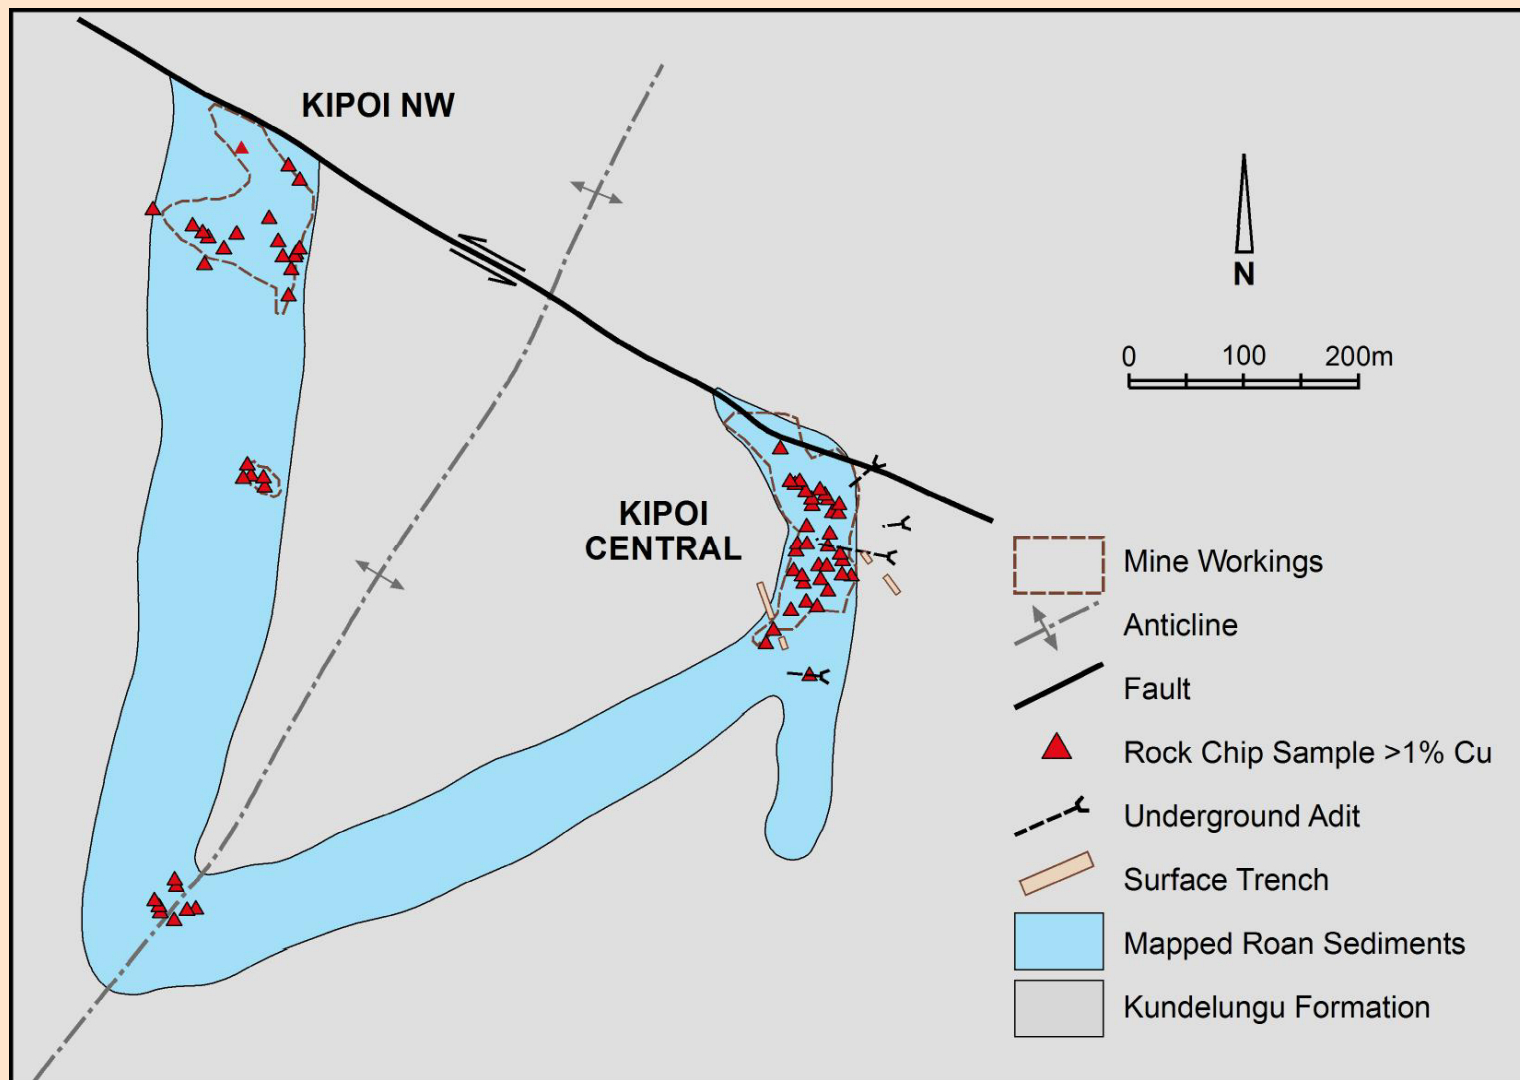 KIPOI NW
N
0 100 200m
KIPOI
CENTRAL
Mine Workings
Anticline
Fault
Rock Chip Sample >1% Cu
Underground Adit
Surface Trench
Mapped Roan Sediments
Kundelungu Formation